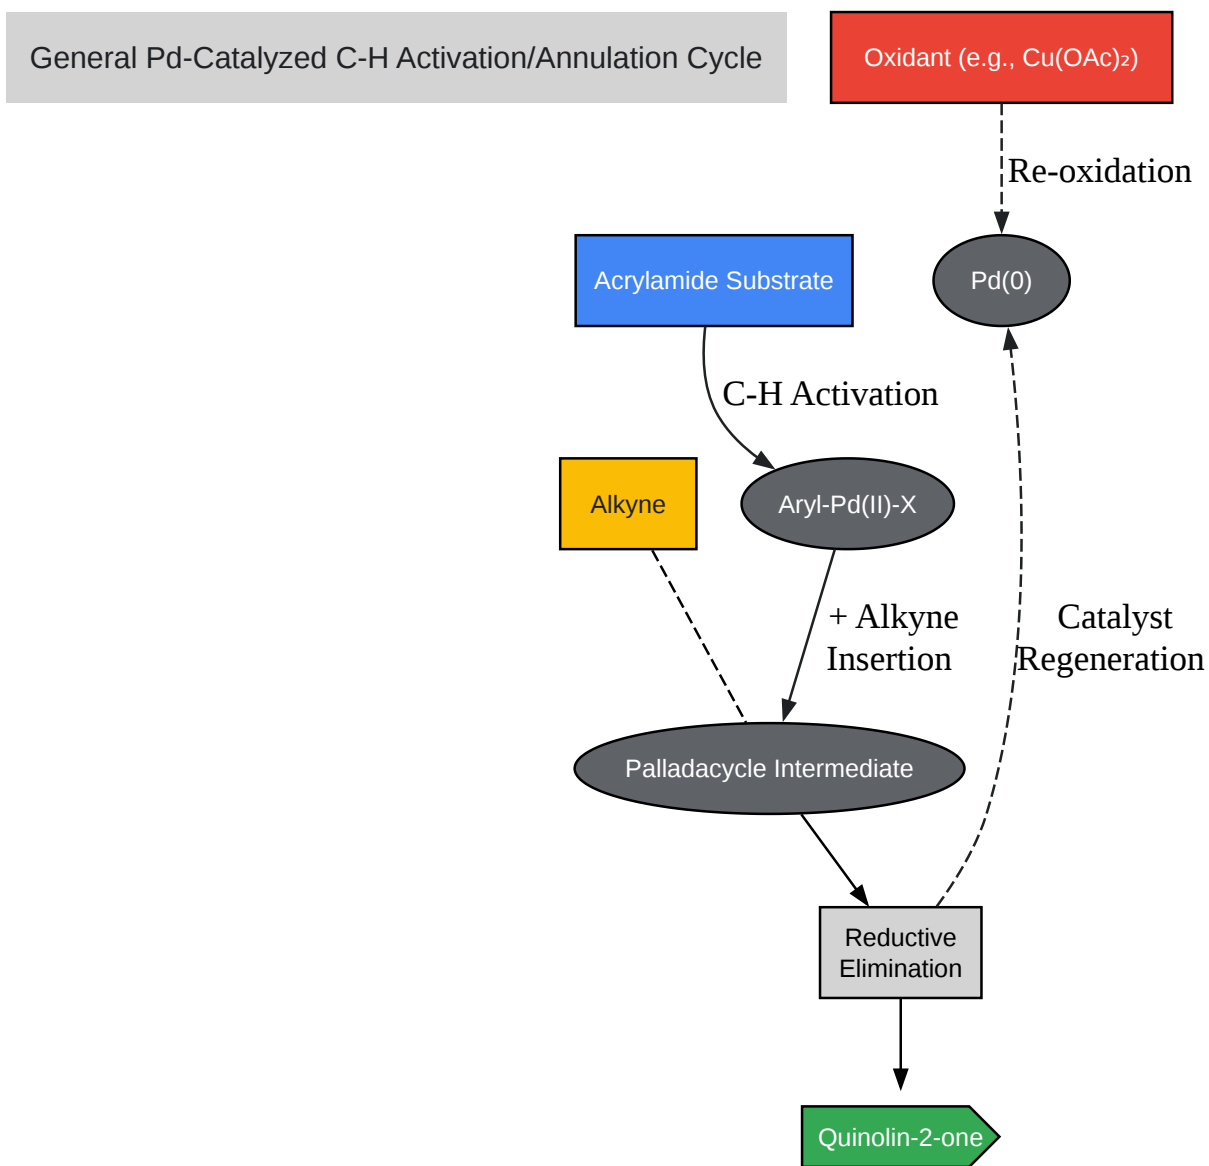 General Pd-Catalyzed C-H Activation/Annulation Cycle
Oxidant (e.g., Cu(OAc)₂)
Re-oxidation
Acrylamide Substrate
Pd(0)
C-H Activation
Alkyne
Aryl-Pd(II)-X
+ Alkyne
Insertion
Catalyst
Regeneration
Palladacycle Intermediate
Reductive
Elimination
Quinolin-2-one